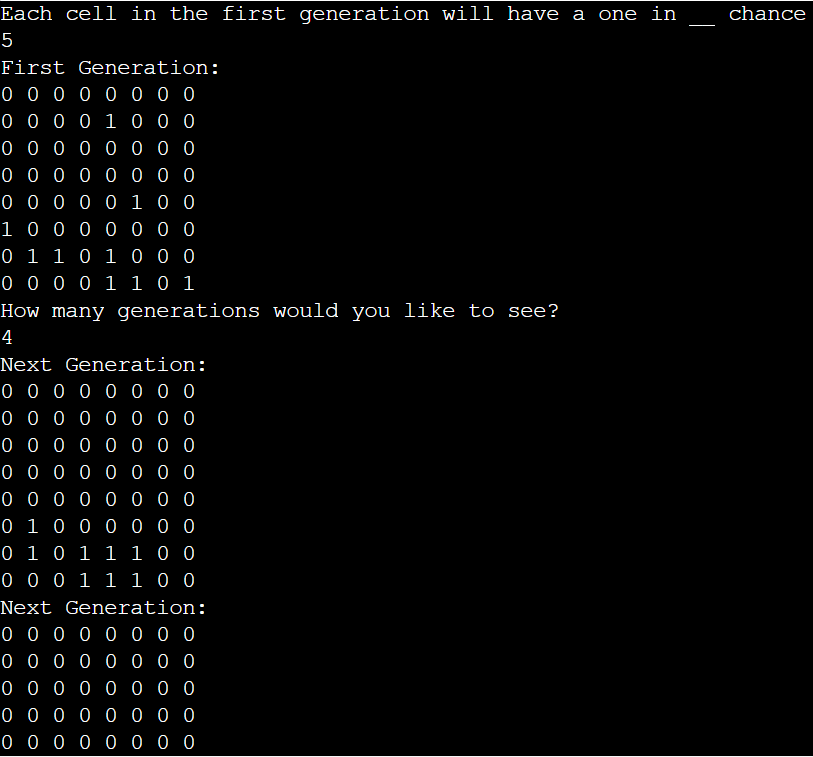 Each cell in the first generation will have a one in __ chance
5
First Generation:
0 0 0 0 0 0 0 0
0 0 0 0 1 0 0 0
0 0 0 0 0 0 0 0
0 0 0 0 0 0 0 0
0 0 0 0 0 1 0 0
1 0 0 0 0 0 0 0
0 1 1 0 1 0 0 0
0 0 0 0 1 1 0 1
How many generations would you like to see?
4
Next Generation:
0 0 0 0 0 0 0 0
0 0 0 0 0 0 0 0
0 0 0 0 0 0 0 0
0 0 0 0 0 0 0 0
0 0 0 0 0 0 0 0
0 1 0 0 0 0 0 0
0 1 0 1 1 1 0 0
0 0 0 1 1 1 0 0
Next Generation:
0 0 0 0 0 0 0 0
0 0 0 0 0 0 0 0
0 0 0 0 0 0 0 0
0 0 0 0 0 0 0 0
0 0 0 0 0 0 0 0